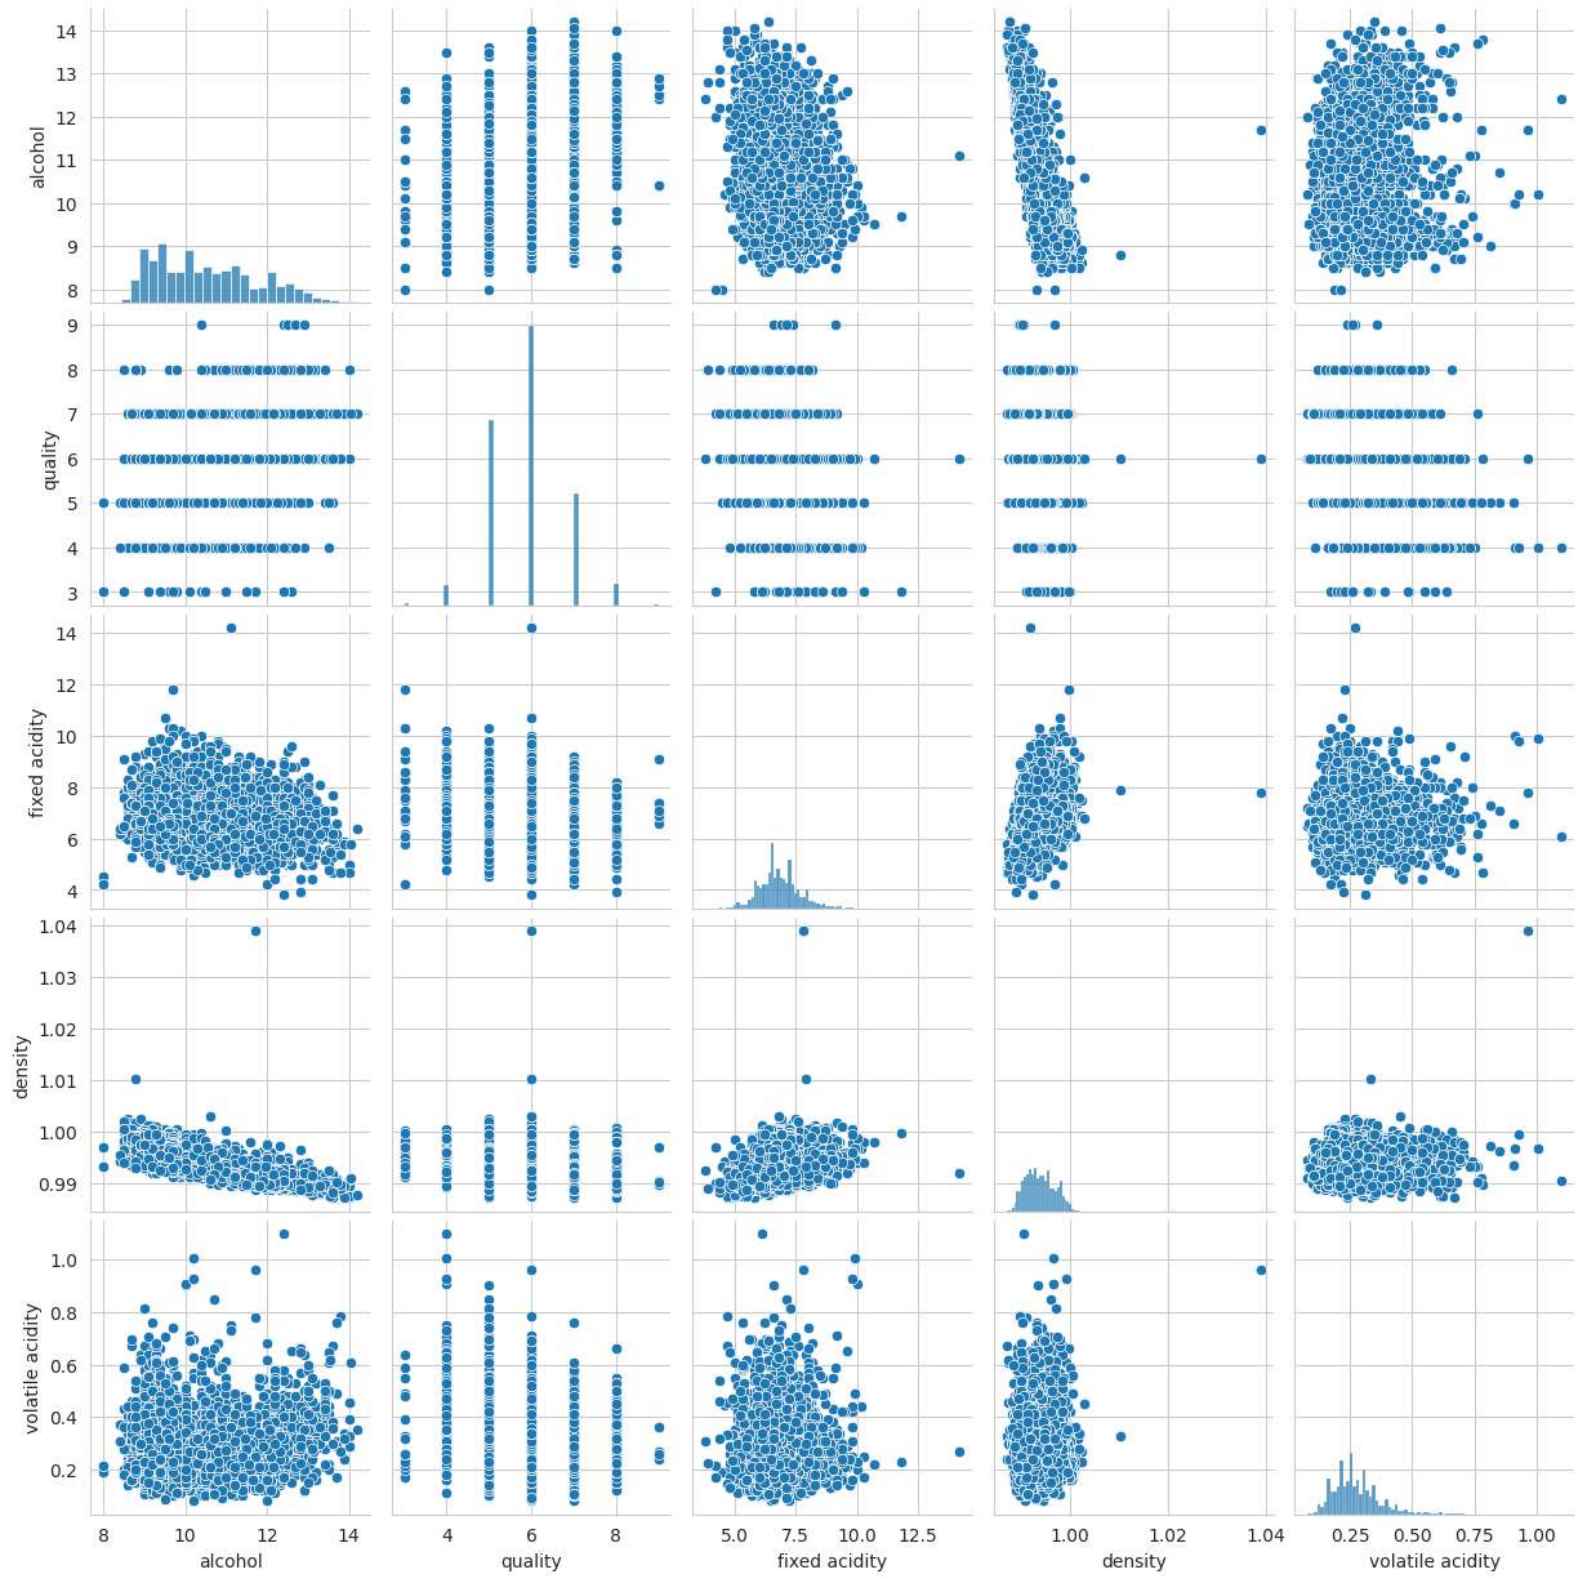 14
13
12
11
10
9
8
alcohol
9
8
7
6
5
4
3
quality
14
12
10
8
6
4
fixed acidity
1.04
1.03
1.02
1.01
1.00
0.99
density
1.0
0.8
0.6
0.4
0.2
volatile acidity
8 10 12 14
alcohol
4 6 8
quality
5.0 7.5 10.0 12.5
fixed acidity
1.00 1.02 1.04
density
0.25 0.50 0.75 1.00
volatile acidity